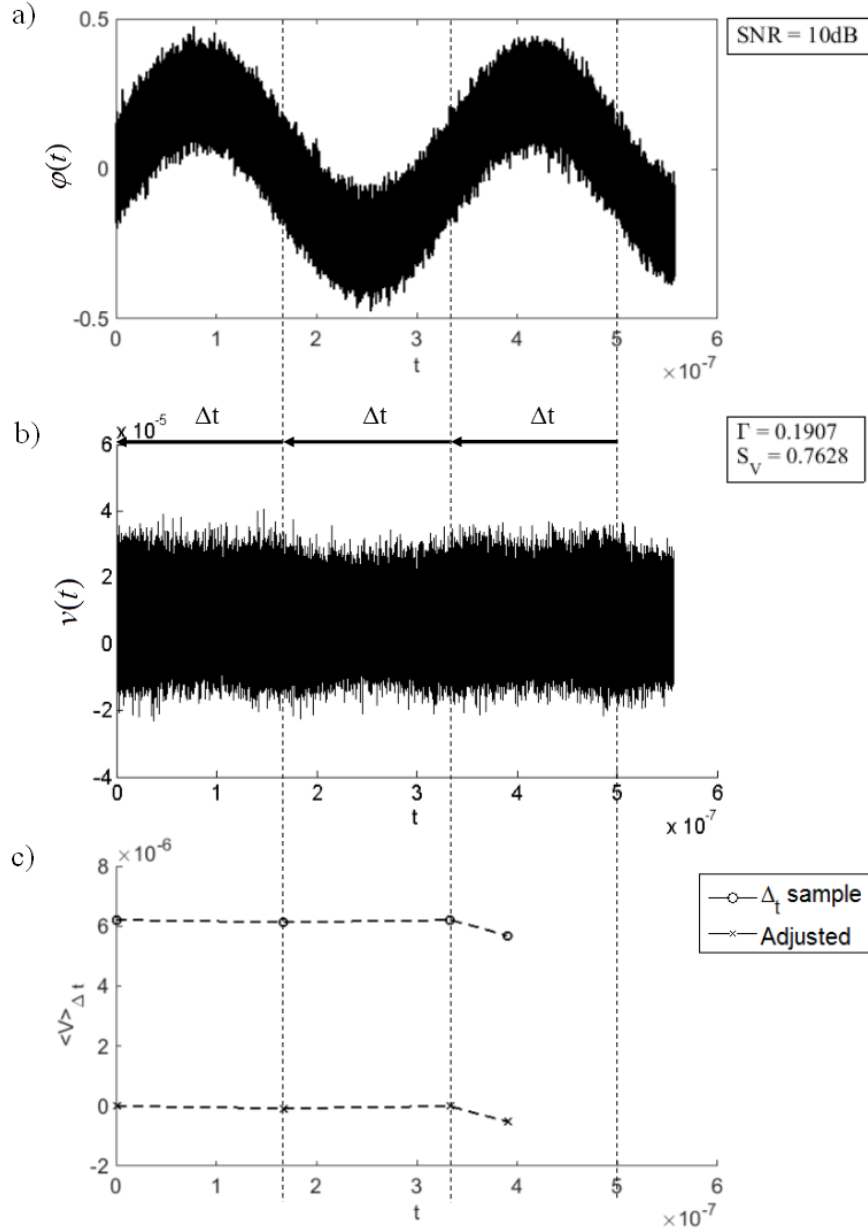 a)
SNR = 10dB
0.5
0
-0.5
φ(t)
0 1 2 3 4 5 6
t
×10⁻⁷
b)
x 10⁻⁵
Δt Δt Δt
Γ = 0.1907
S_V = 0.7628
6
4
2
0
-2
-4
v(t)
0 1 2 3 4 5 6
t
x 10⁻⁷
c)
×10⁻⁶
8
6
4
2
0
-2
<V>_Δt
Δ_t sample
Adjusted
0 1 2 3 4 5 6
t
×10⁻⁷